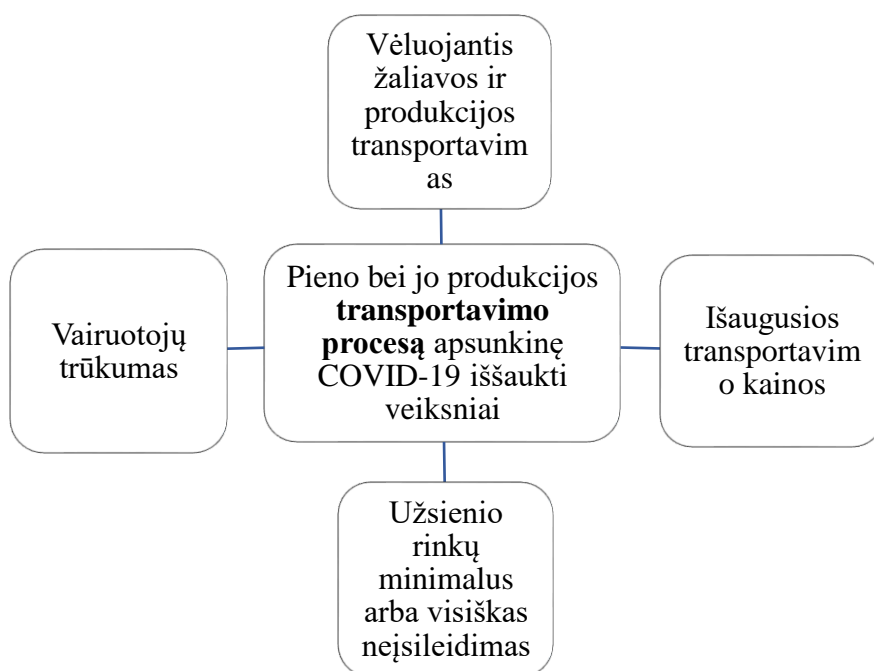 Vėluojantis
žaliavos ir
produkcijos
transportavim
as
Pieno bei jo produkcijos
transportavimo
procesą apsunkinę
COVID-19 iššaukti
veiksniai
Vairuotojų
trūkumas
Išaugusios
transportavim
o kainos
Užsienio
rinkų
minimalus
arba visiškas
neįsileidimas